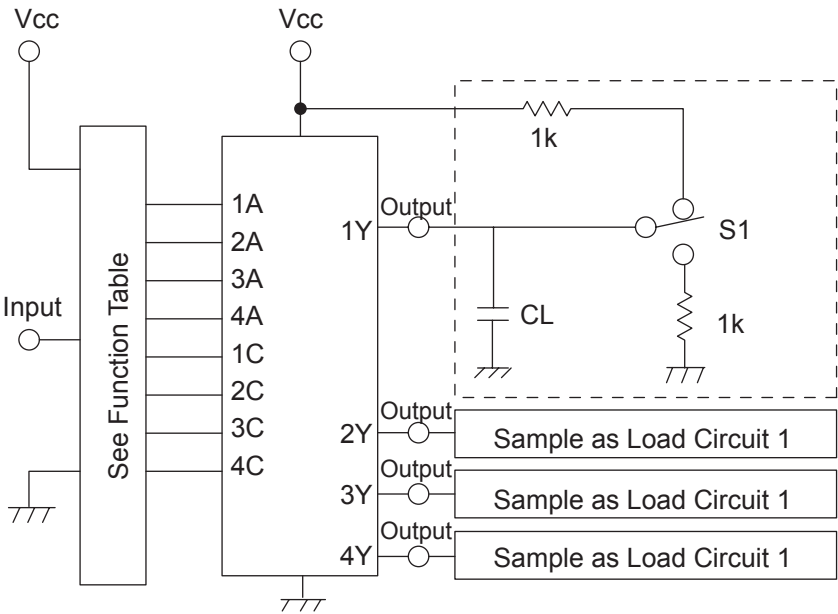 Vcc
Vcc
1k
Output
S1
1A
2A
3A
4A
1C
2C
3C
4C
1Y
CL
1k
Input
See Function Table
Output
2Y
Sample as Load Circuit 1
Output
3Y
Sample as Load Circuit 1
Output
4Y
Sample as Load Circuit 1